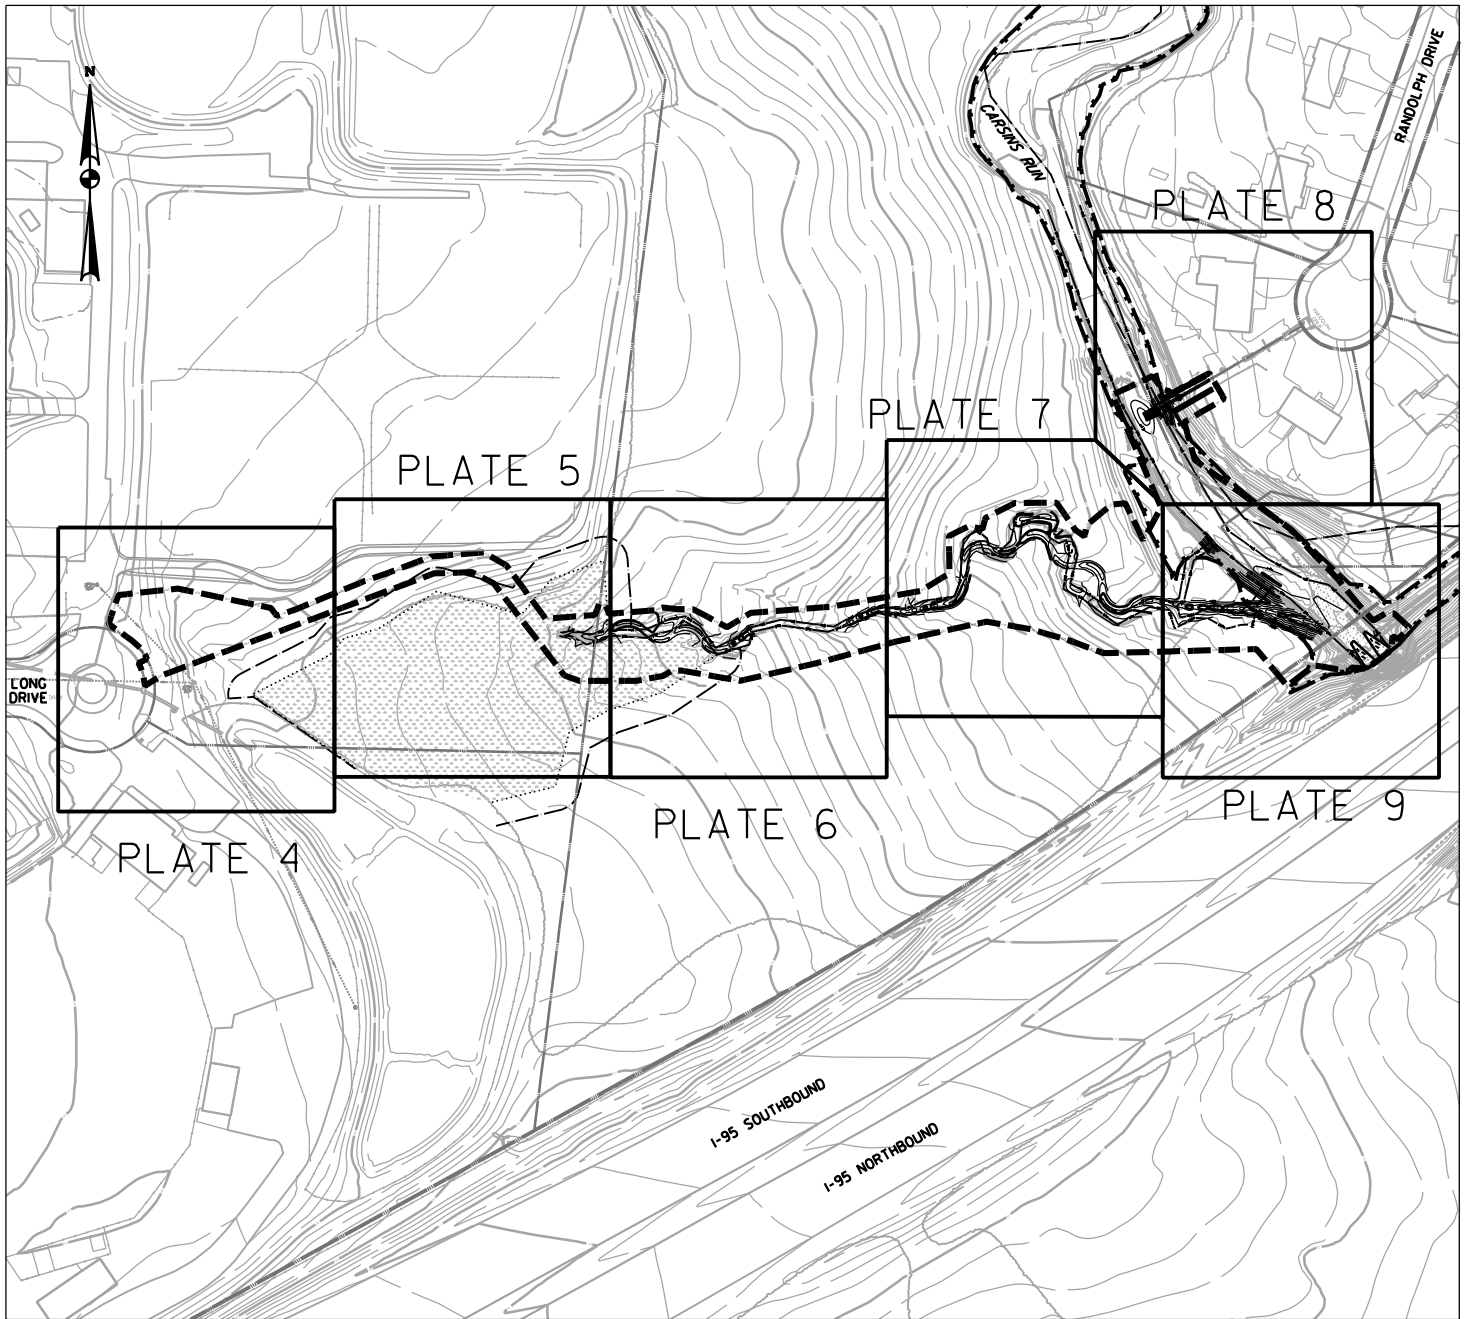 N
RANDOLPH DRIVE
CARSINS RUN
PLATE 8
PLATE 7
PLATE 5
LONG
DRIVE
PLATE 9
PLATE 6
PLATE 4
I-95 SOUTHBOUND
I-95 NORTHBOUND